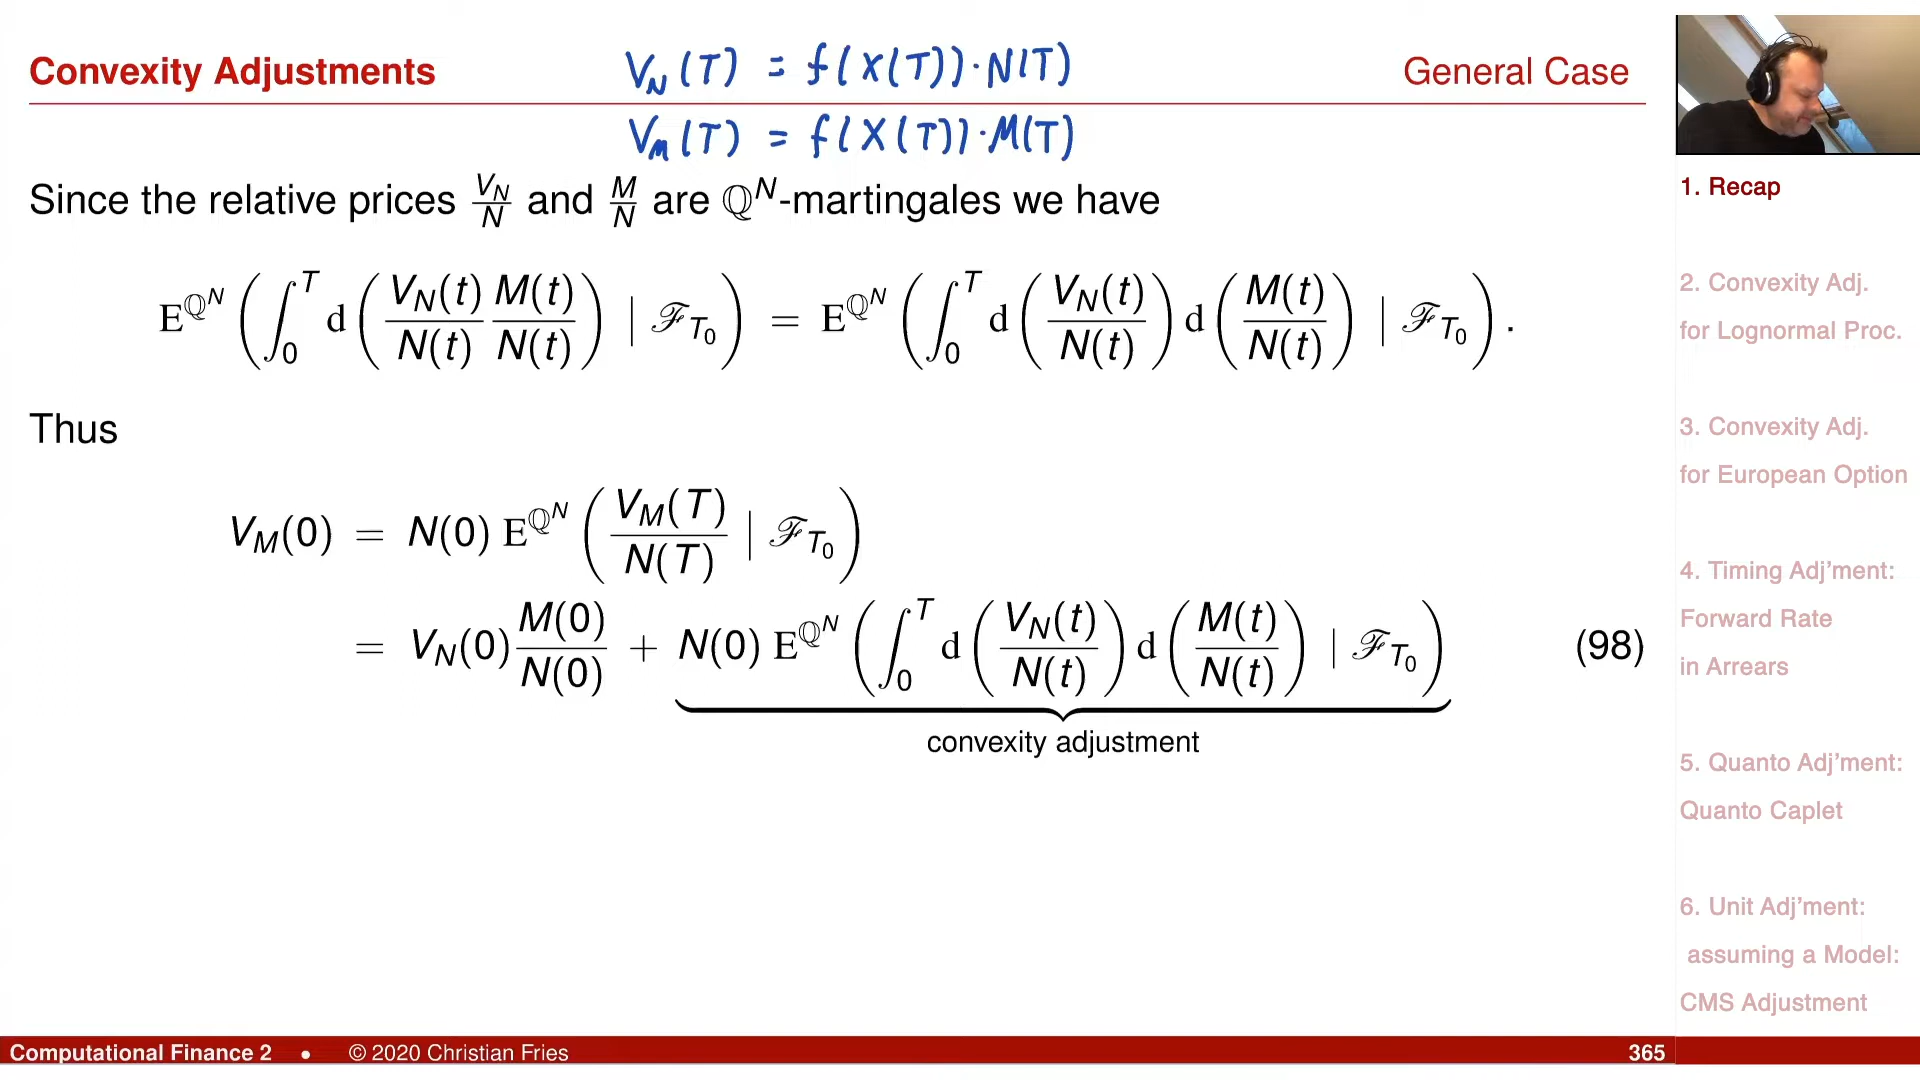 Convexity Adjustments
V_N(T) = f(X(T))·N(T)
General Case
V_M(T) = f(X(T))·M(T)
Since the relative prices V_N/N and M/N are ℚ^N-martingales we have
E^{ℚ^N}(∫_0^T d(V_N(t)/N(t) M(t)/N(t)) | ℱ_{T_0}) = E^{ℚ^N}(∫_0^T d(V_N(t)/N(t)) d(M(t)/N(t)) | ℱ_{T_0}).
Thus
V_M(0) = N(0) E^{ℚ^N}(V_M(T)/N(T) | ℱ_{T_0})
= V_N(0) M(0)/N(0) + N(0) E^{ℚ^N}(∫_0^T d(V_N(t)/N(t)) d(M(t)/N(t)) | ℱ_{T_0}) (98)
convexity adjustment
1. Recap
2. Convexity Adj.
for Lognormal Proc.
3. Convexity Adj.
for European Option
4. Timing Adj'ment:
Forward Rate
in Arrears
5. Quanto Adj'ment:
Quanto Caplet
6. Unit Adj'ment:
assuming a Model:
CMS Adjustment
Computational Finance 2 • © 2020 Christian Fries
365